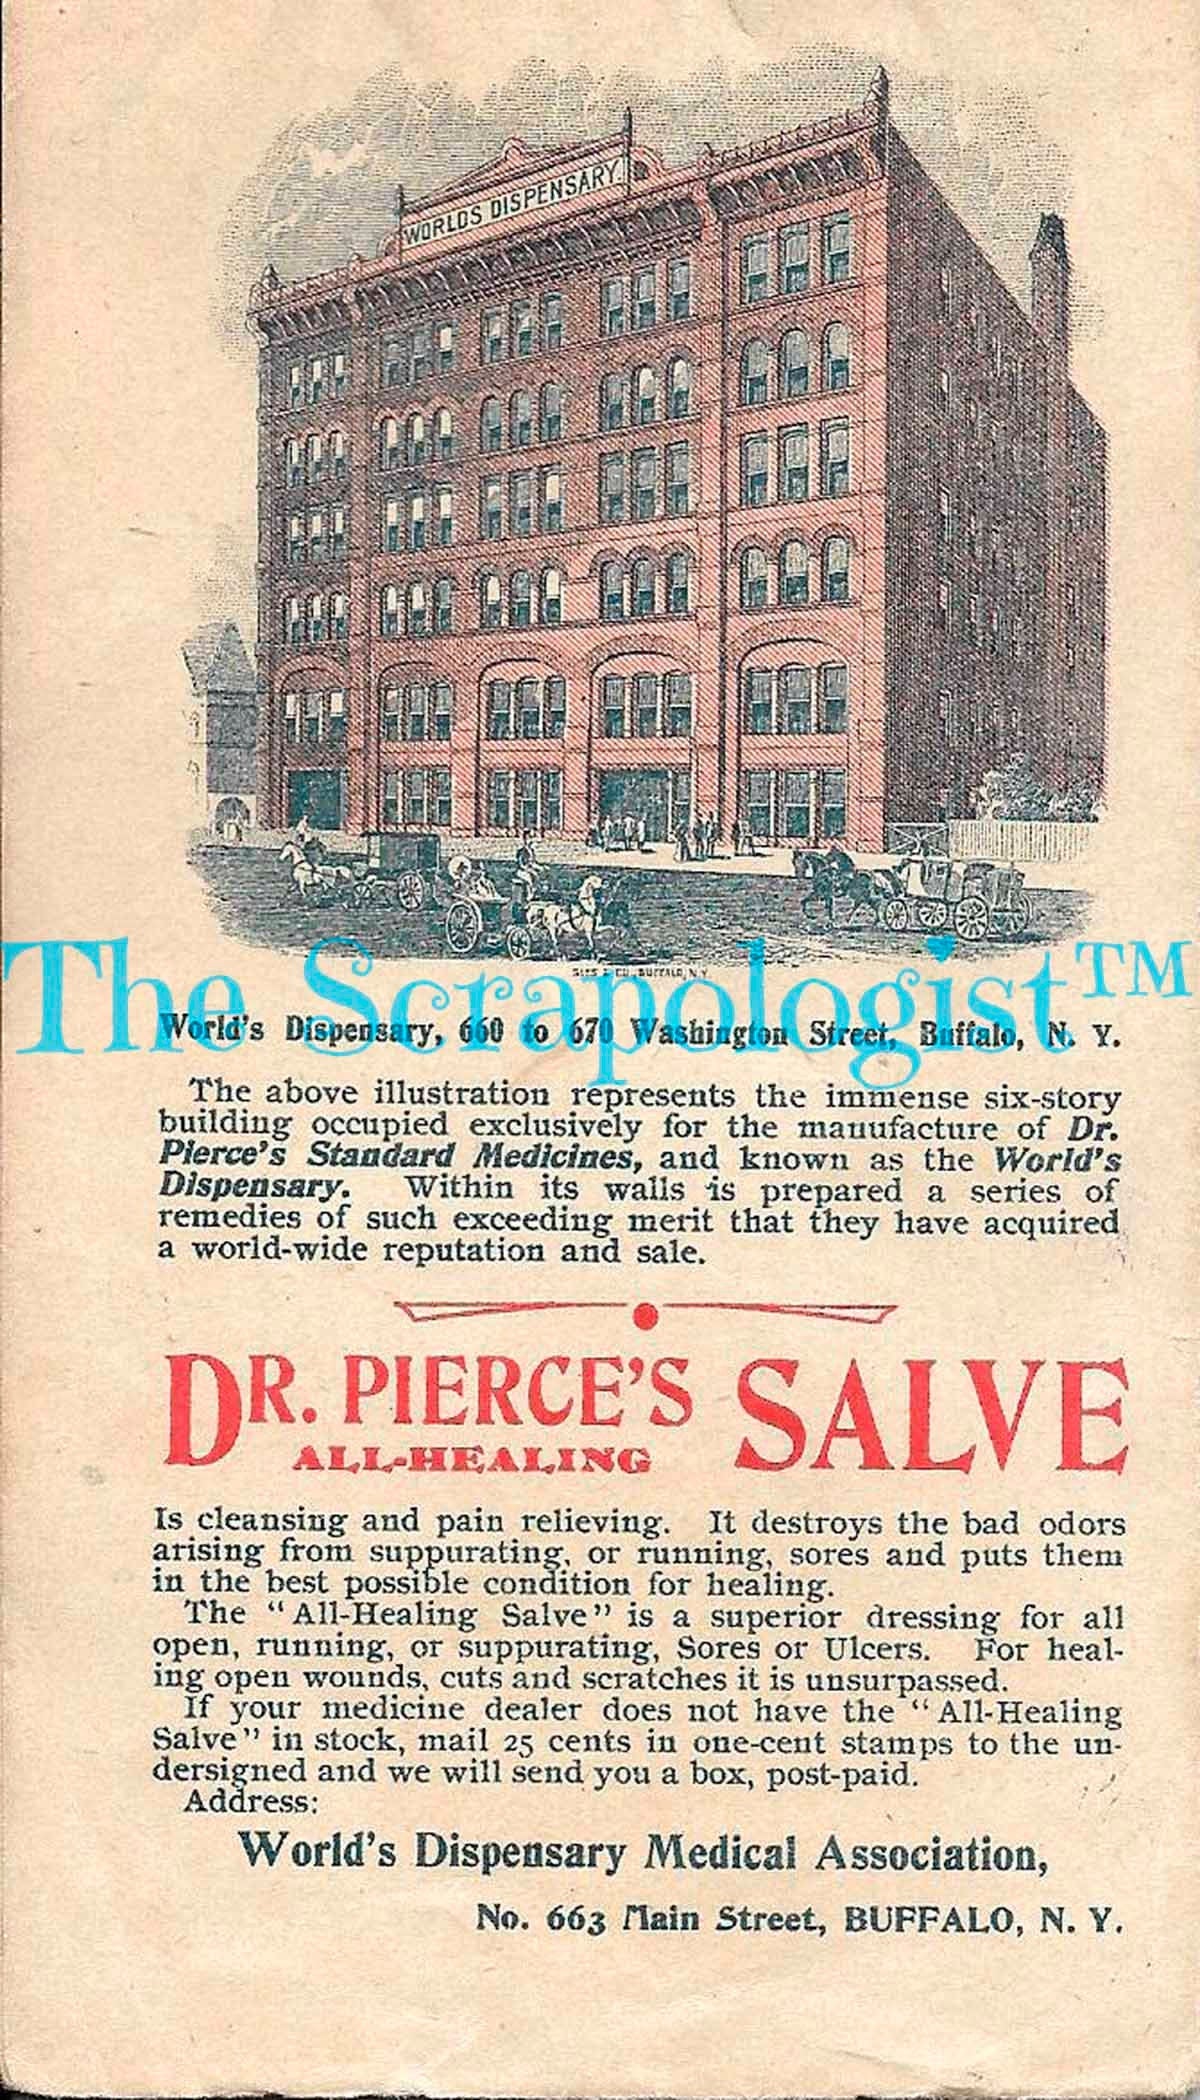 WORLDS DISPENSARY.
The Scrapologist™
World's Dispensary, 660 to 670 Washington Street, Buffalo, N. Y.
The above illustration represents the immense six-story
building occupied exclusively for the manufacture of Dr.
Pierce's Standard Medicines, and known as the World's
Dispensary. Within its walls is prepared a series of
remedies of such exceeding merit that they have acquired
a world-wide reputation and sale.
DR. PIERCE'S SALVE
ALL-HEALING
Is cleansing and pain relieving. It destroys the bad odors
arising from suppurating, or running, sores and puts them
in the best possible condition for healing.
The "All-Healing Salve" is a superior dressing for all
open, running, or suppurating, Sores or Ulcers. For heal-
ing open wounds, cuts and scratches it is unsurpassed.
If your medicine dealer does not have the "All-Healing
Salve" in stock, mail 25 cents in one-cent stamps to the un-
dersigned and we will send you a box, post-paid.
Address:
World's Dispensary Medical Association,
No. 663 Main Street, BUFFALO, N. Y.